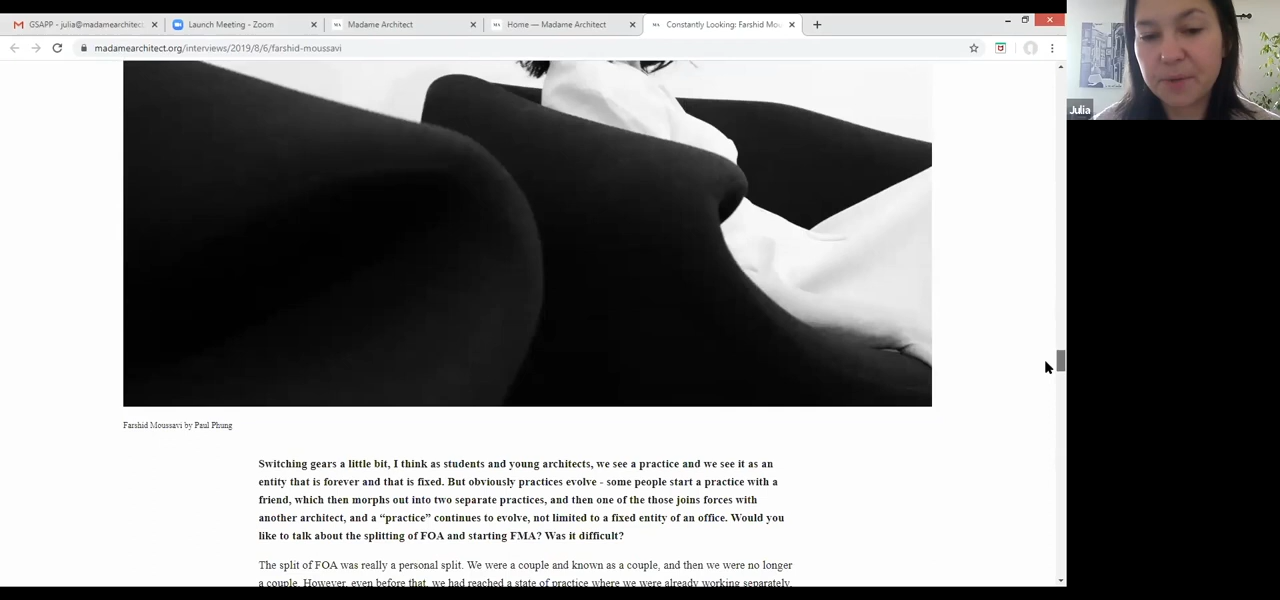 GSAPP - julia@madamearchitec
Launch Meeting - Zoom
Madame Architect
Home — Madame Architect
Constantly Looking: Farshid Mou
madamearchitect.org/interviews/2019/8/6/farshid-moussavi
Julia
Farshid Moussavi by Paul Phung
Switching gears a little bit, I think as students and young architects, we see a practice and we see it as an
entity that is forever and that is fixed. But obviously practices evolve - some people start a practice with a
friend, which then morphs out into two separate practices, and then one of the those joins forces with
another architect, and a “practice” continues to evolve, not limited to a fixed entity of an office. Would you
like to talk about the splitting of FOA and starting FMA? Was it difficult?
The split of FOA was really a personal split. We were a couple and known as a couple, and then we were no longer
a couple. However, even before that, we had reached a state of practice where we were already working separately.